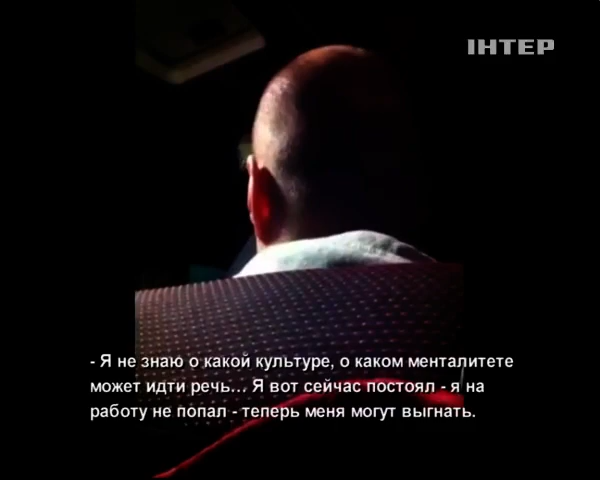 ІНТЕР
- Я не знаю о какой культуре, о каком менталитете
может идти речь... Я вот сейчас постоял - я на
работу не попал - теперь меня могут выгнать.